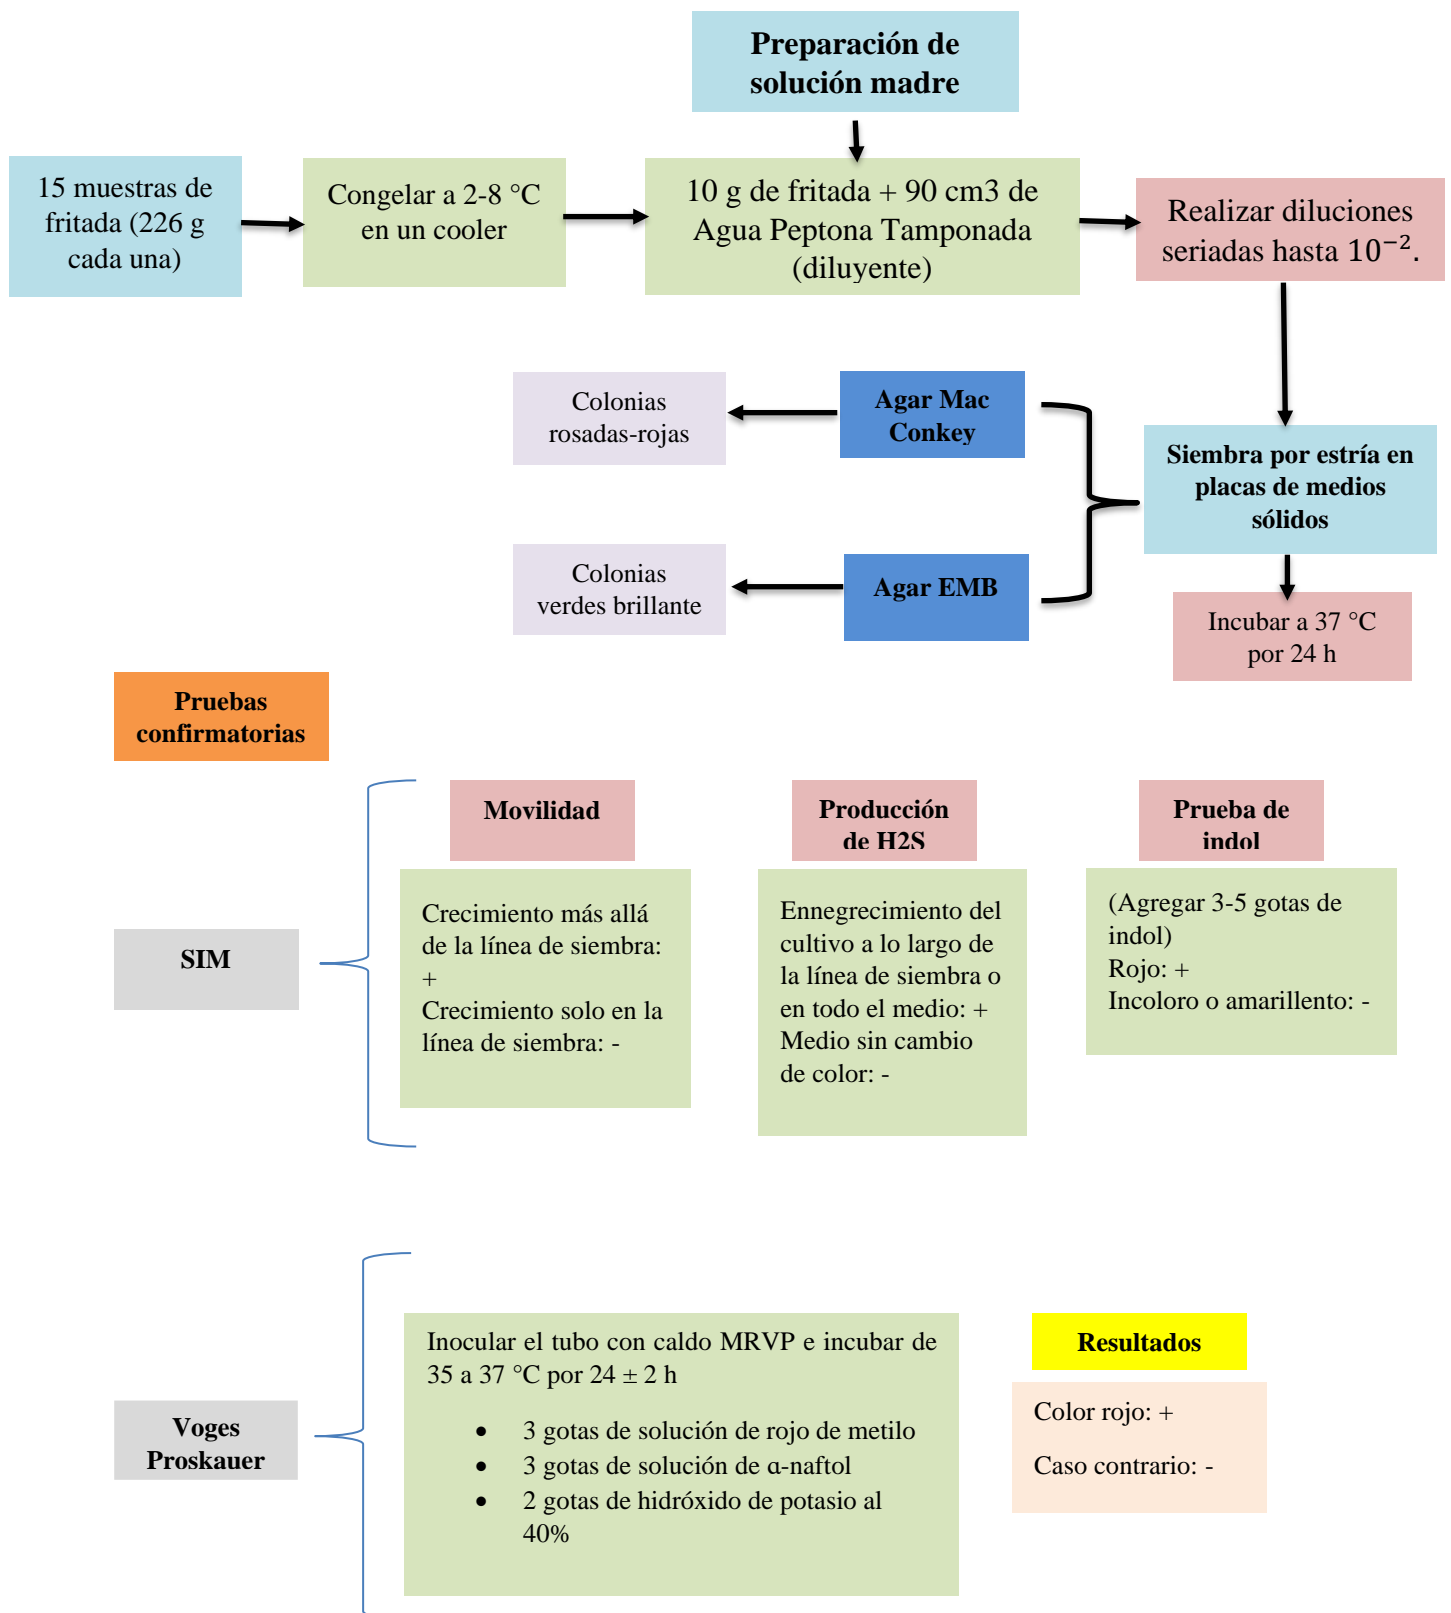 Preparación de
solución madre
15 muestras de
fritada (226 g
cada una)
Congelar a 2-8 °C
en un cooler
10 g de fritada + 90 cm3 de
Agua Peptona Tamponada
(diluyente)
Realizar diluciones
seriadas hasta 10⁻².
Colonias
rosadas-rojas
Agar Mac
Conkey
Siembra por estría en
placas de medios
sólidos
Colonias
verdes brillante
Agar EMB
Incubar a 37 °C
por 24 h
Pruebas
confirmatorias
SIM
Movilidad
Crecimiento más allá
de la línea de siembra:
+
Crecimiento solo en la
línea de siembra: -
Producción
de H2S
Ennegrecimiento del
cultivo a lo largo de
la línea de siembra o
en todo el medio: +
Medio sin cambio
de color: -
Prueba de
indol
(Agregar 3-5 gotas de
indol)
Rojo: +
Incoloro o amarillento: -
Voges
Proskauer
Inocular el tubo con caldo MRVP e incubar de
35 a 37 °C por 24 ± 2 h
• 3 gotas de solución de rojo de metilo
• 3 gotas de solución de ɑ-naftol
• 2 gotas de hidróxido de potasio al
40%
Resultados
Color rojo: +
Caso contrario: -